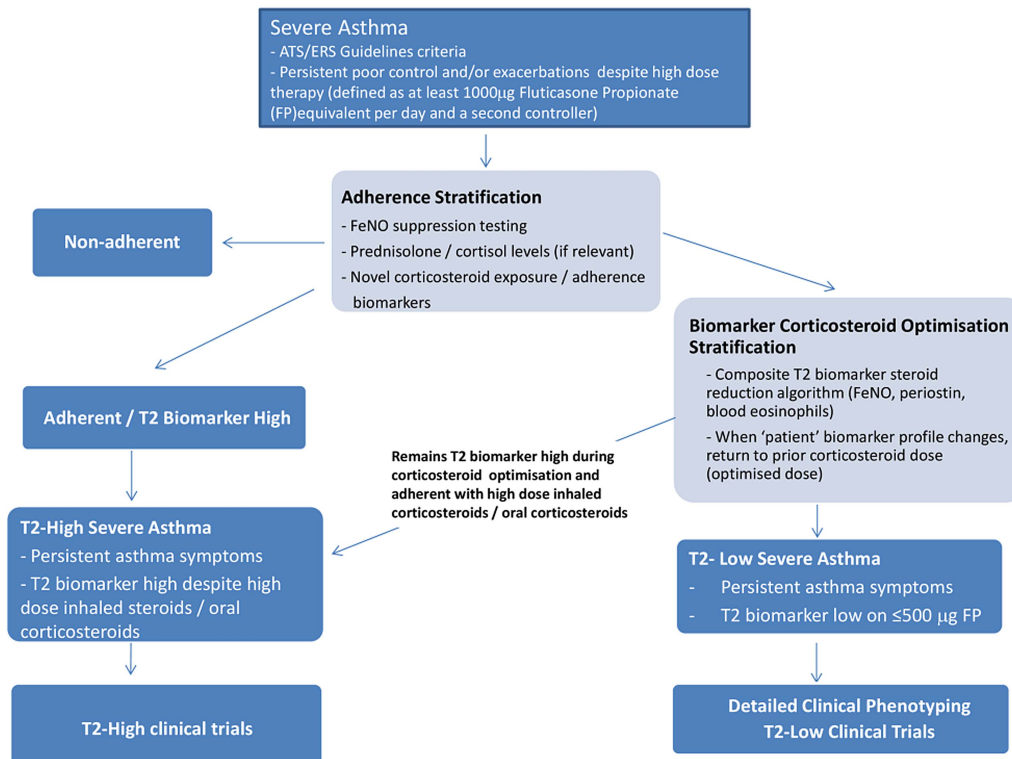 Severe Asthma
- ATS/ERS Guidelines criteria
- Persistent poor control and/or exacerbations despite high dose
therapy (defined as at least 1000µg Fluticasone Propionate
(FP)equivalent per day and a second controller)
Adherence Stratification
- FeNO suppression testing
- Prednisolone / cortisol levels (if relevant)
- Novel corticosteroid exposure / adherence
biomarkers
Non-adherent
Biomarker Corticosteroid Optimisation
Stratification
- Composite T2 biomarker steroid
reduction algorithm (FeNO, periostin,
blood eosinophils)
- When ‘patient’ biomarker profile changes,
return to prior corticosteroid dose
(optimised dose)
Adherent / T2 Biomarker High
Remains T2 biomarker high during
corticosteroid optimisation and
adherent with high dose inhaled
corticosteroids / oral corticosteroids
T2-High Severe Asthma
- Persistent asthma symptoms
- T2 biomarker high despite high
dose inhaled steroids / oral
corticosteroids
T2- Low Severe Asthma
- Persistent asthma symptoms
- T2 biomarker low on ≤500 µg FP
T2-High clinical trials
Detailed Clinical Phenotyping
T2-Low Clinical Trials